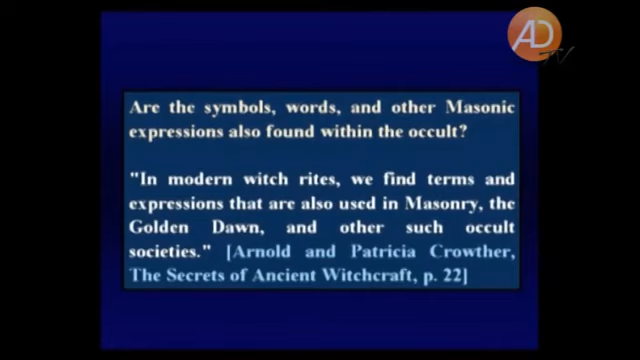 AD
TV
Are the symbols, words, and other Masonic
expressions also found within the occult?
"In modern witch rites, we find terms and
expressions that are also used in Masonry, the
Golden Dawn, and other such occult
societies." [Arnold and Patricia Crowther,
The Secrets of Ancient Witchcraft, p. 22]